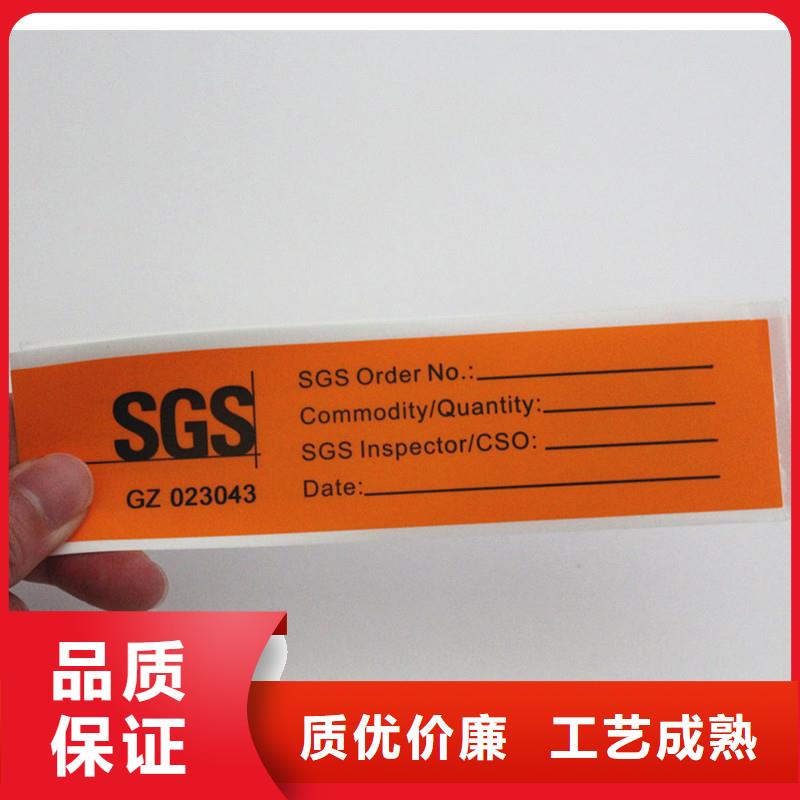 SGS
GZ 023043
SGS Order No.:
Commodity/Quantity:
SGS Inspector/CSO:
Date:
品质
保证
质优价廉 工艺成熟